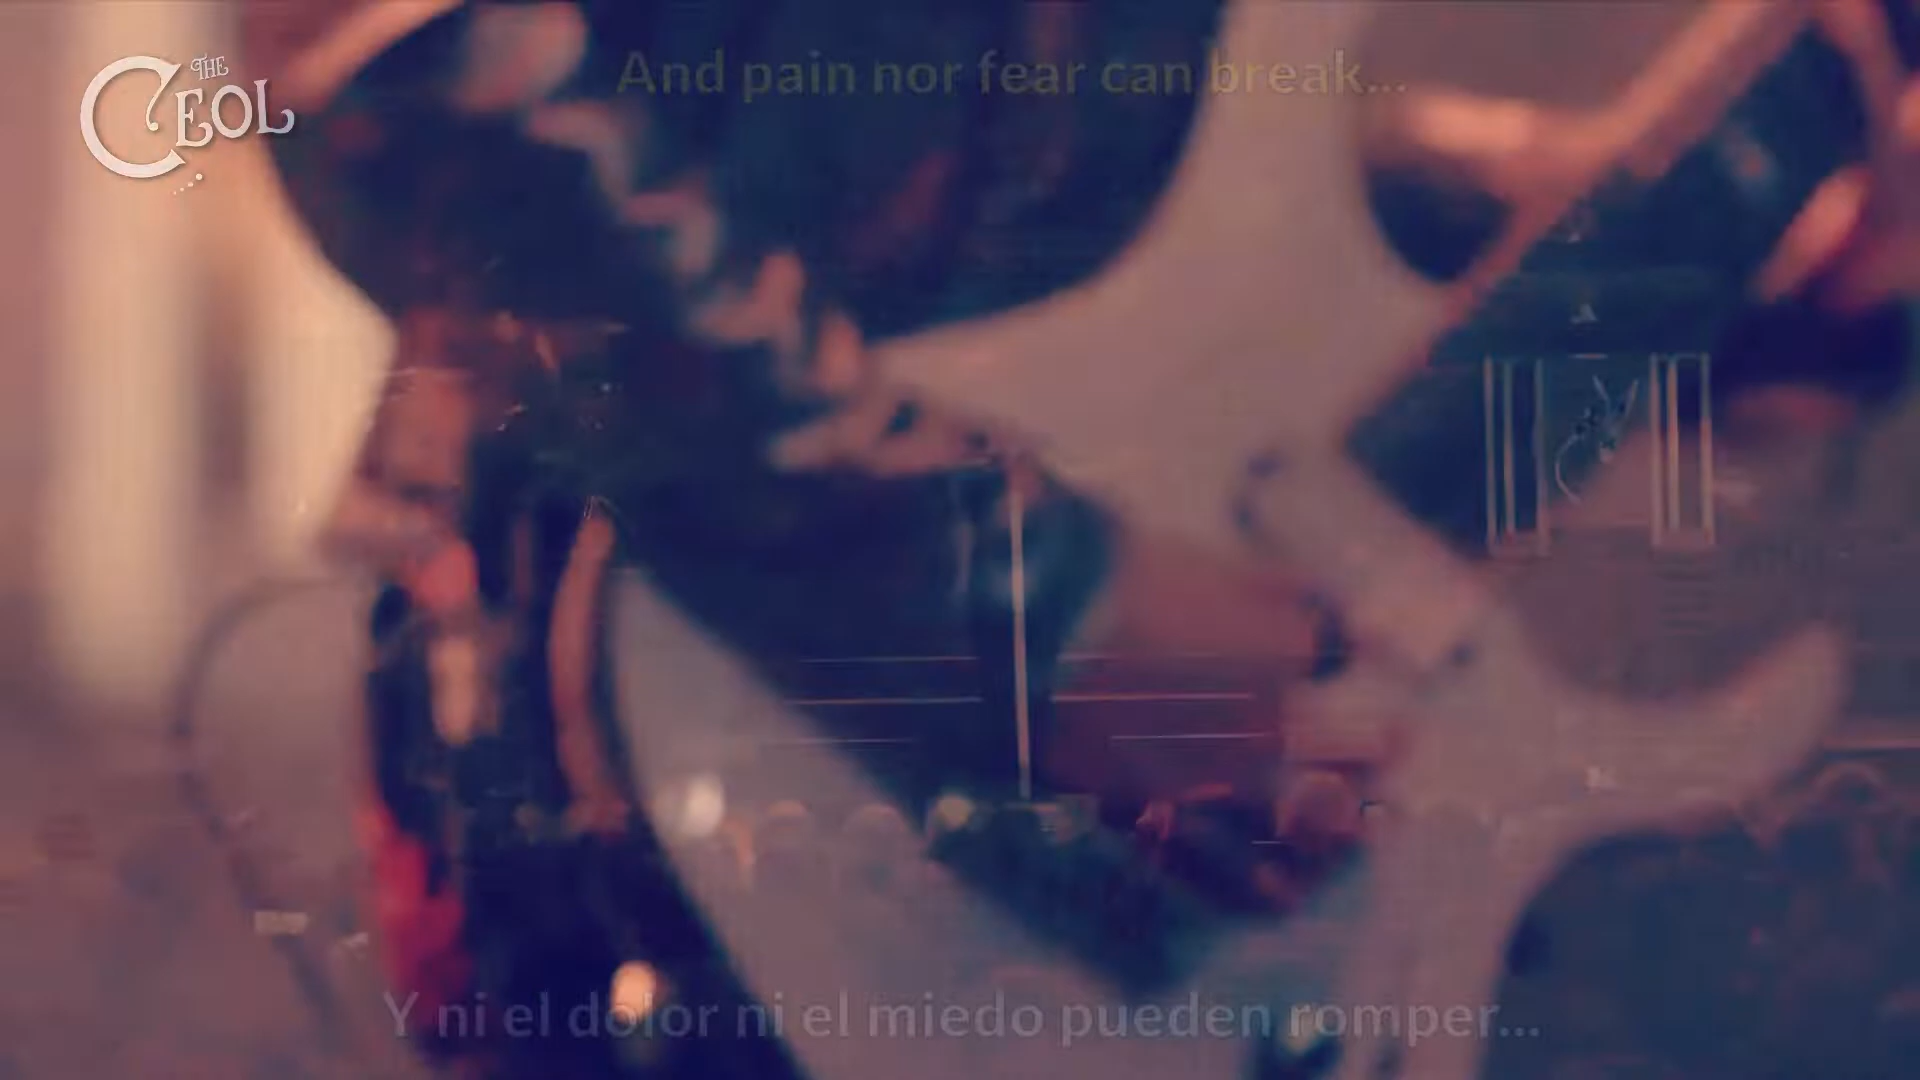 THE
CEOL
And pain nor fear can break...
Y ni el dolor ni el miedo pueden romper...